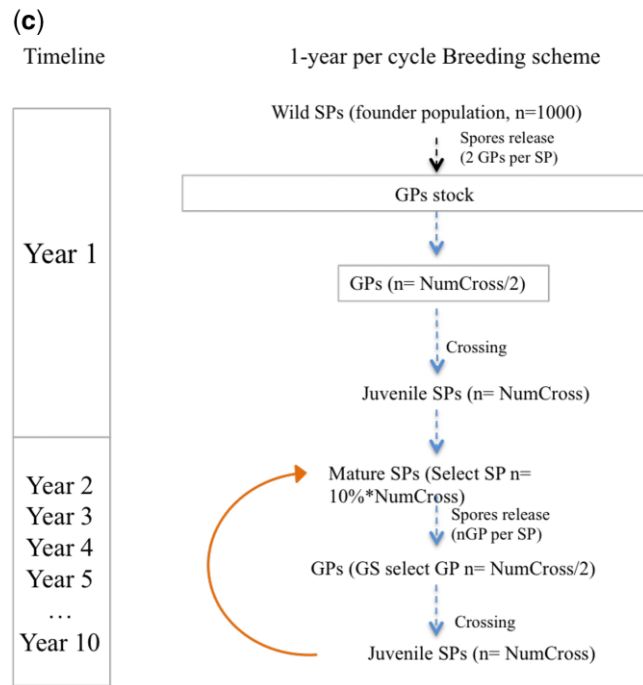 (c)
Timeline
1-year per cycle Breeding scheme
Year 1
Wild SPs (founder population, n=1000)
Spores release
(2 GPs per SP)
GPs stock
GPs (n= NumCross/2)
Crossing
Juvenile SPs (n= NumCross)
Year 2
Year 3
Year 4
Year 5
...
Year 10
Mature SPs (Select SP n=
10%*NumCross)
Spores release
(nGP per SP)
GPs (GS select GP n= NumCross/2)
Crossing
Juvenile SPs (n= NumCross)